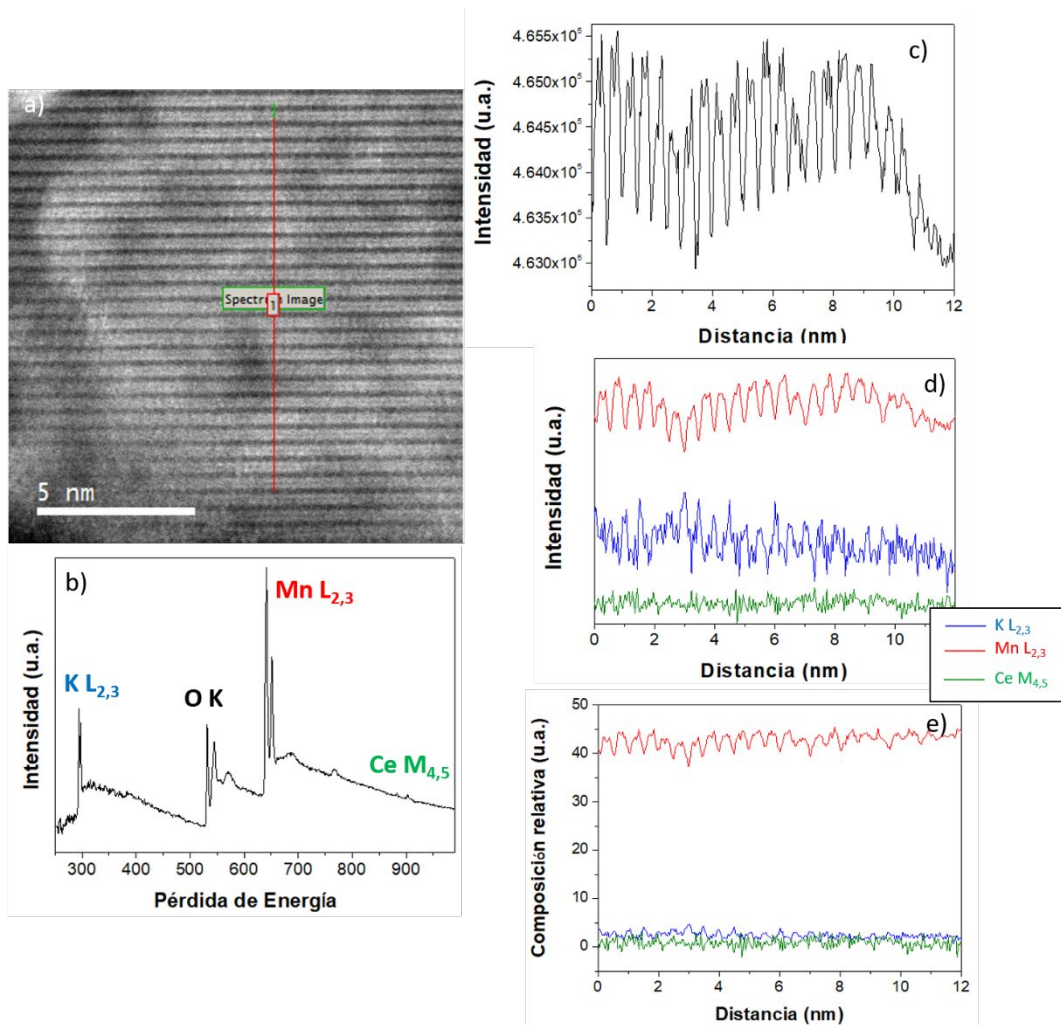 a)
Spectrum Image
1
5 nm
b)
K L2,3
O K
Mn L2,3
Ce M4,5
Intensidad (u.a.)
300 400 500 600 700 800 900
Pérdida de Energía
c)
Intensidad (u.a.)
4.655x10⁵
4.650x10⁵
4.645x10⁵
4.640x10⁵
4.635x10⁵
4.630x10⁵
0 2 4 6 8 10 12
Distancia (nm)
d)
Intensidad (u.a.)
0 2 4 6 8 10
Distancia (nm)
K L2,3
Mn L2,3
Ce M4,5
e)
Composición relativa (u.a.)
50
40
30
20
10
0
0 2 4 6 8 10 12
Distancia (nm)